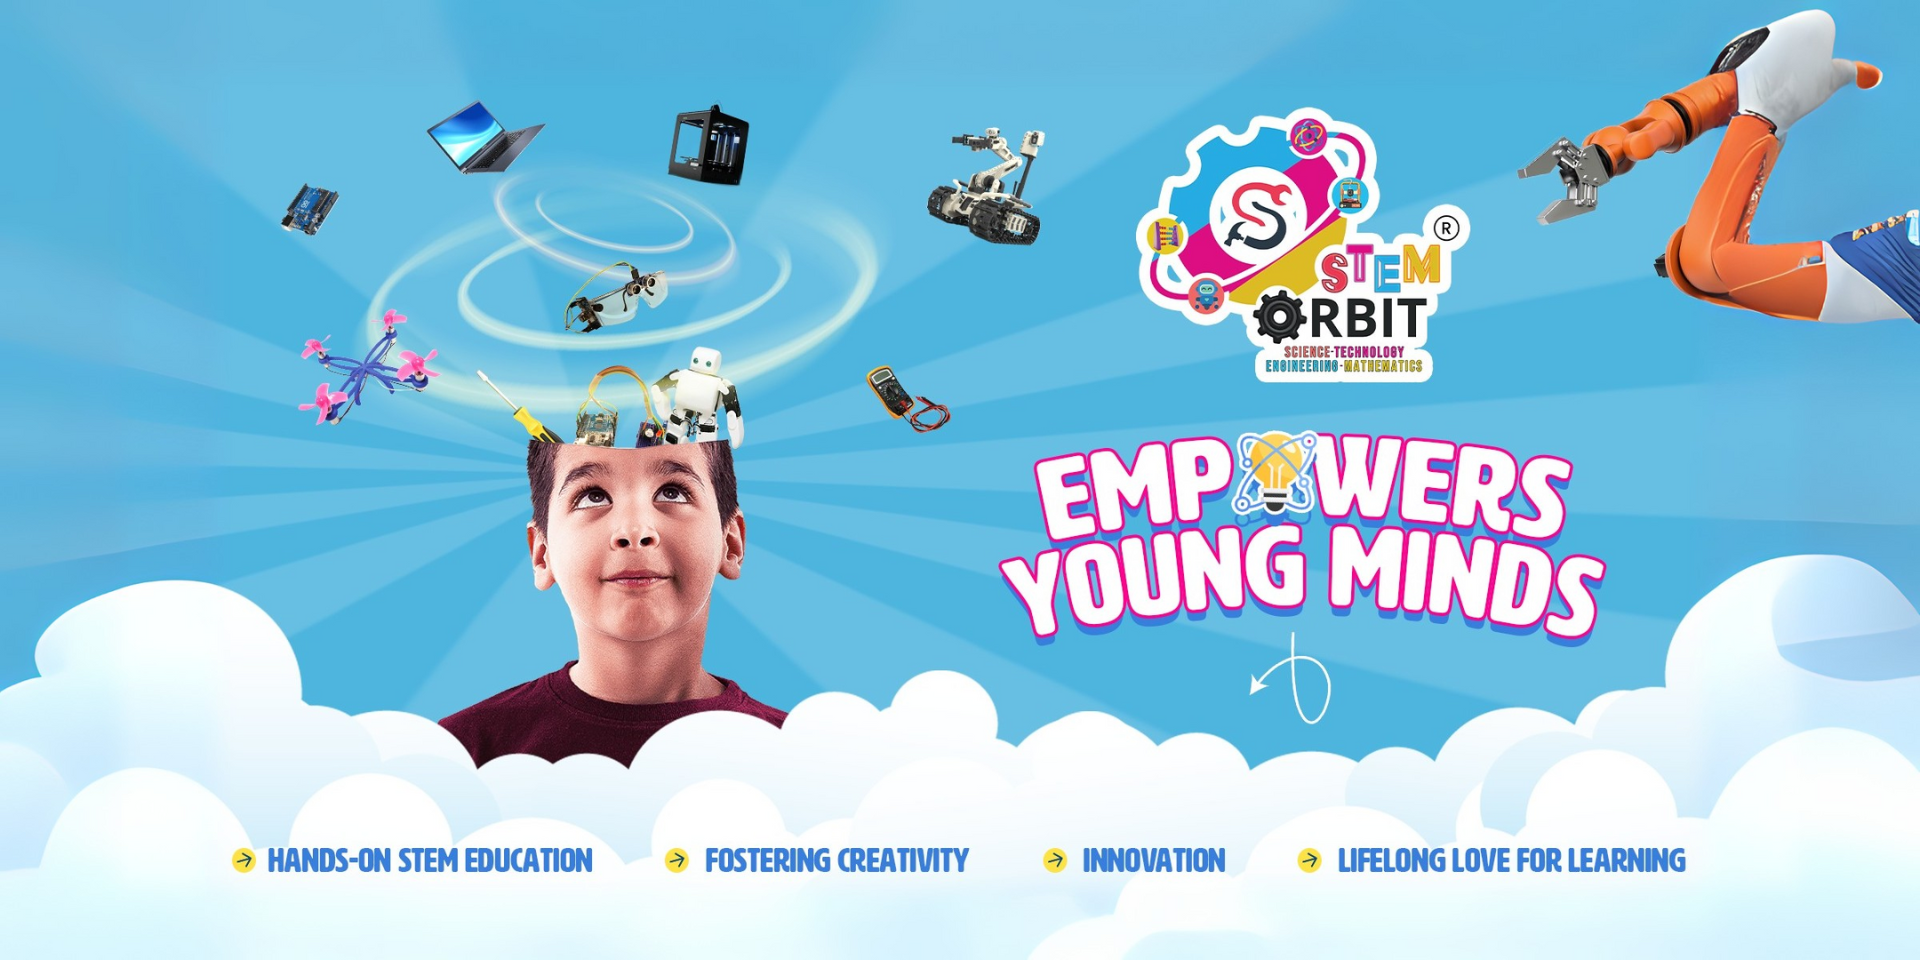 S
STEM
®
ORBIT
SCIENCE-TECHNOLOGY
ENGINEERING-MATHEMATICS
EMPOWERS
YOUNG MINDS
HANDS-ON STEM EDUCATION
FOSTERING CREATIVITY
INNOVATION
LIFELONG LOVE FOR LEARNING